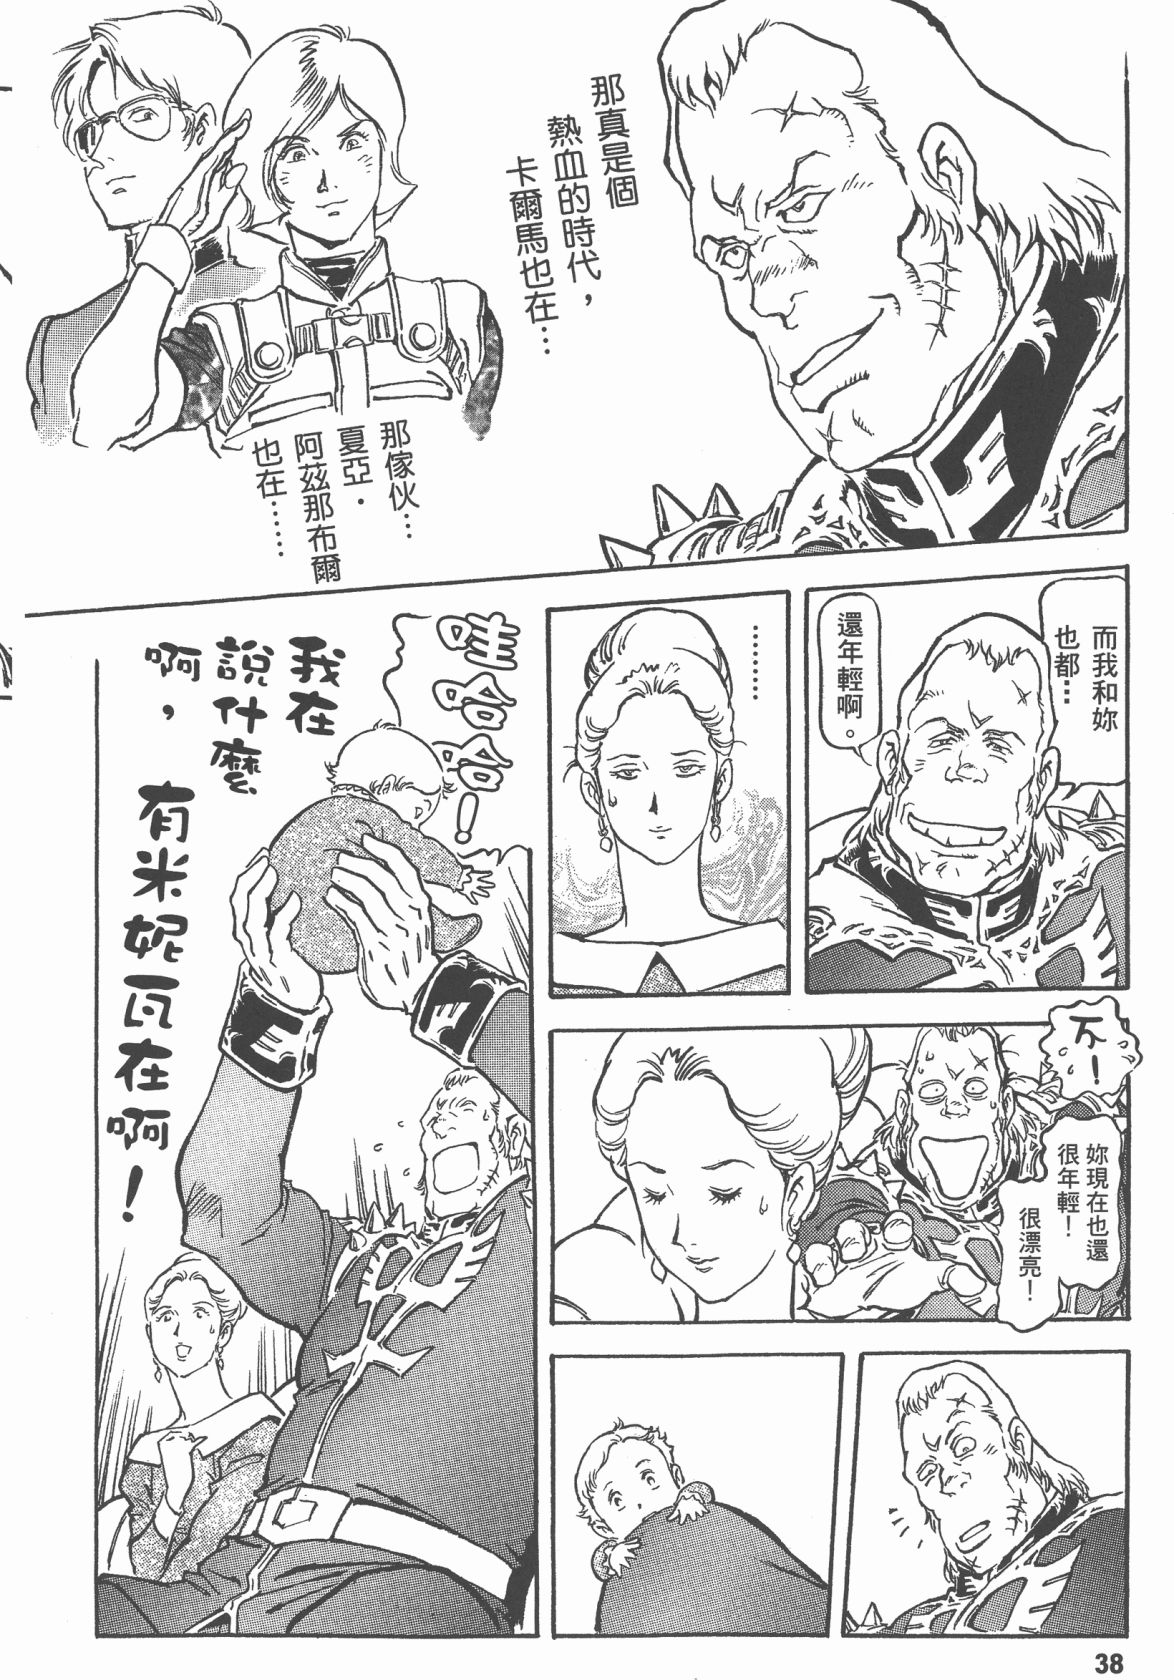 那真是個
熱血的時代，
卡爾馬也在…
那傢伙…
夏亞・
阿茲那布爾
也在……
而我和妳
也都…
還年輕啊。
………
不！
妳現在也還
很年輕！
很漂亮！
哇哈哈！
我在
說什麼
啊，
有米妮瓦在啊！
38